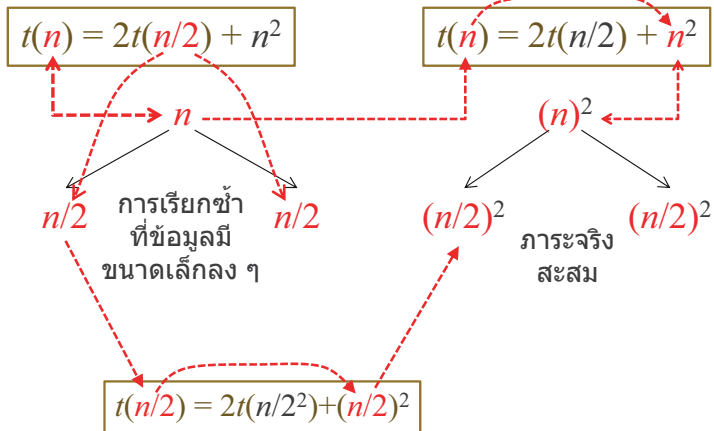 t(n) = 2t(n/2) + n²
t(n) = 2t(n/2) + n²
n
(n)²
n/2
การเรียกซ้ำ
ที่ข้อมูลมี
ขนาดเล็กลง ๆ
n/2
(n/2)²
ภาระจริง
สะสม
(n/2)²
t(n/2) = 2t(n/2²)+(n/2)²